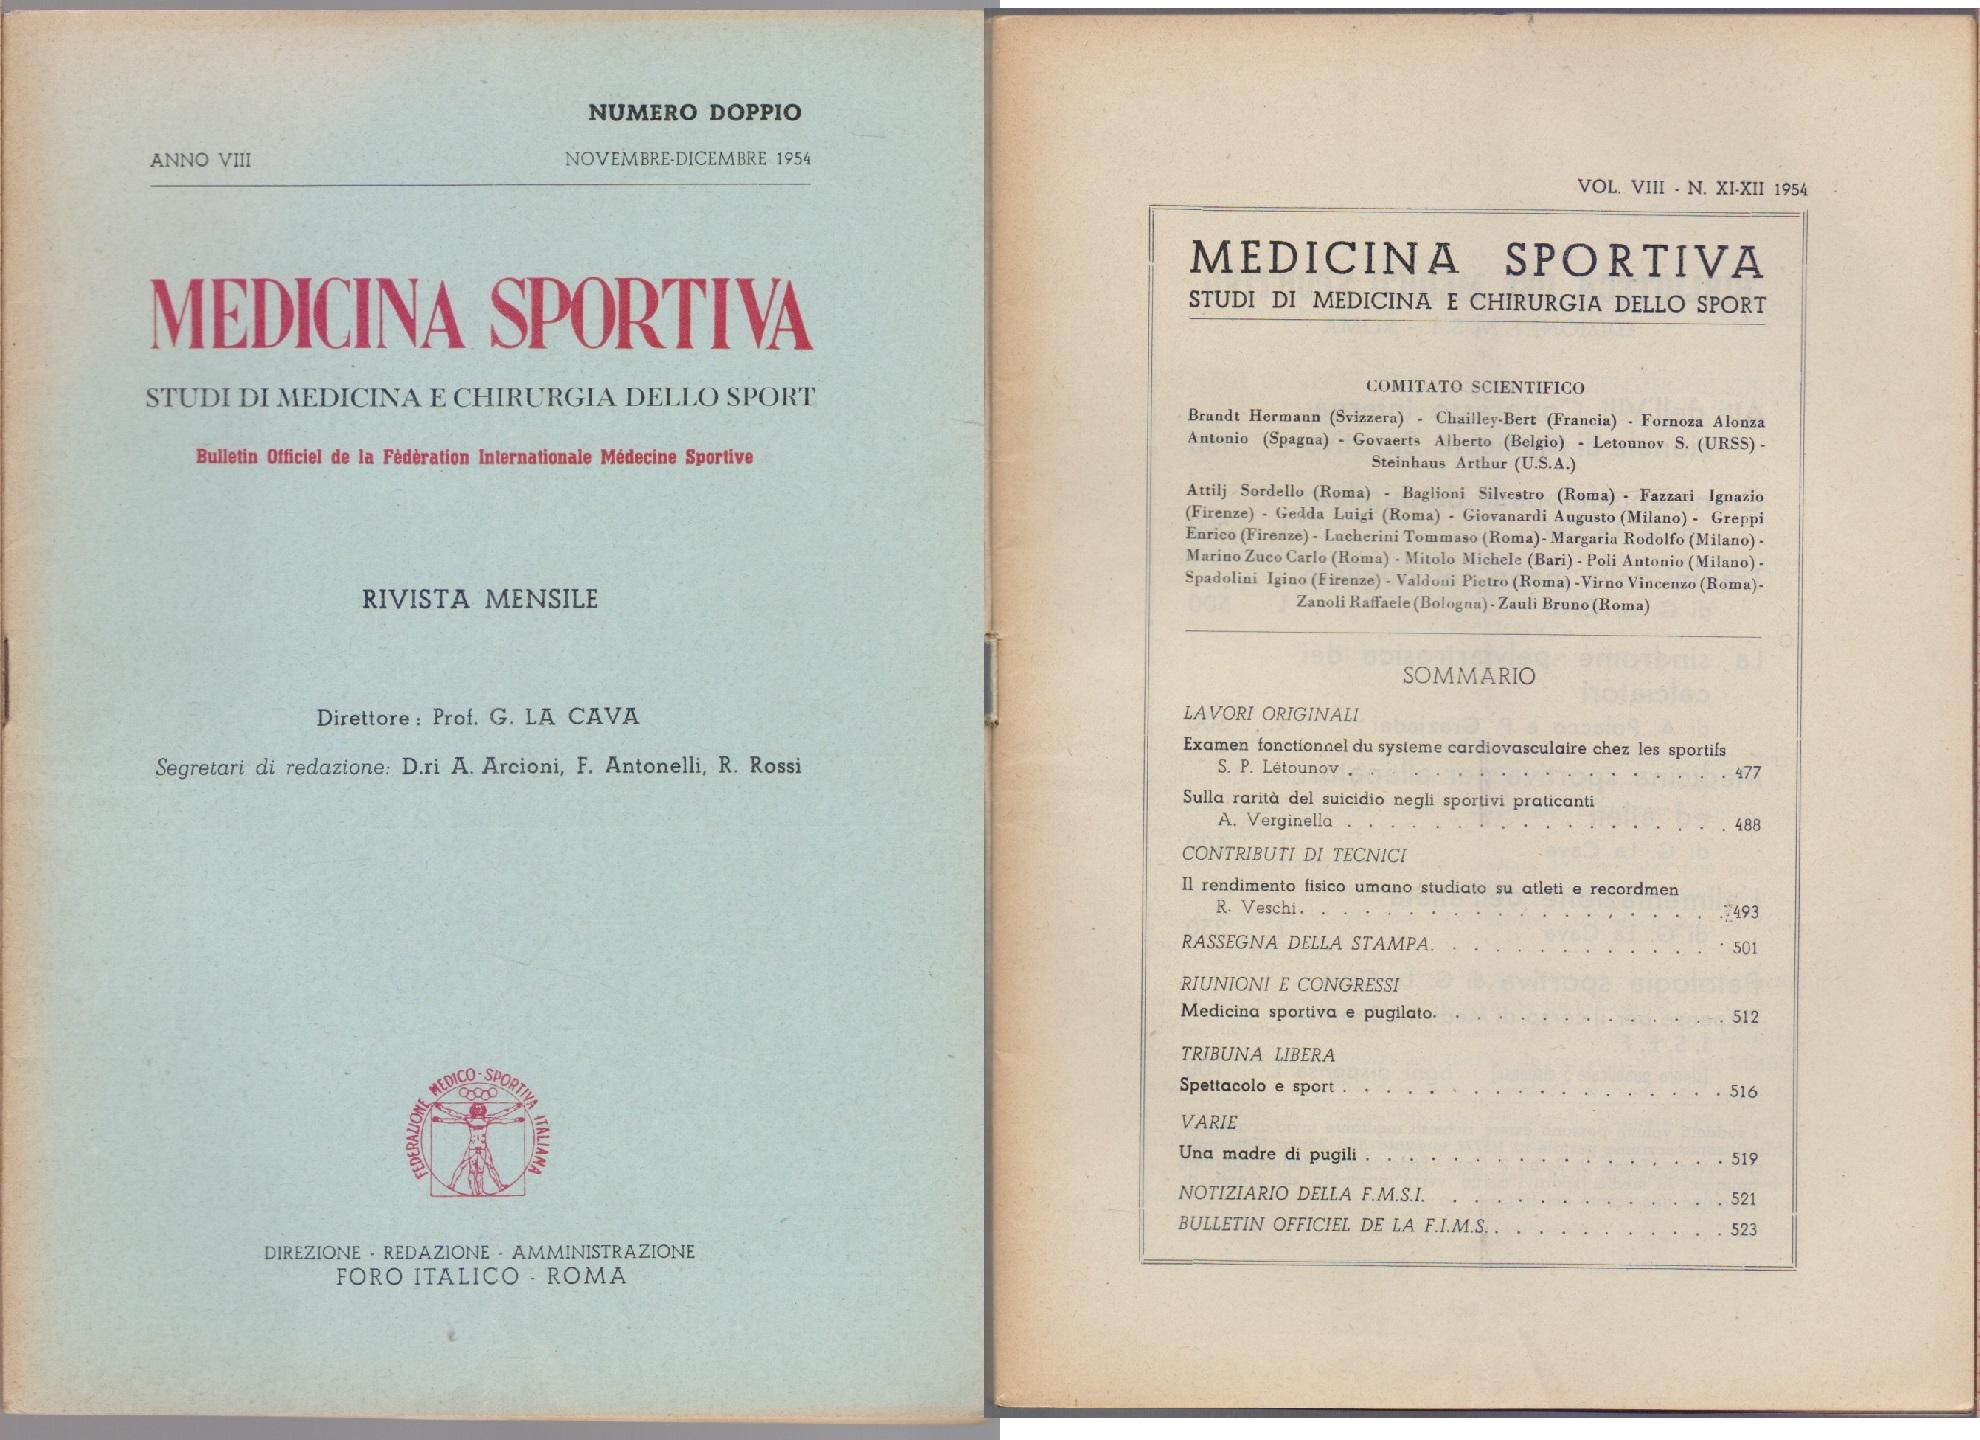 NUMERO DOPPIO
ANNO VIII NOVEMBRE-DICEMBRE 1954
MEDICINA SPORTIVA
STUDI DI MEDICINA E CHIRURGIA DELLO SPORT
Bulletin Officiel de la Fédèration Internationale Médecine Sportive
RIVISTA MENSILE
Direttore : Prof. G. LA CAVA
Segretari di redazione: D.ri A. Arcioni, F. Antonelli, R. Rossi
FEDERAZIONE MEDICO-SPORTIVA ITALIANA
DIREZIONE - REDAZIONE - AMMINISTRAZIONE
FORO ITALICO - ROMA
VOL. VIII - N. XI-XII 1954
MEDICINA SPORTIVA
STUDI DI MEDICINA E CHIRURGIA DELLO SPORT
COMITATO SCIENTIFICO
Brandt Hermann (Svizzera) - Chailley-Bert (Francia) - Fornoza Alonza
Antonio (Spagna) - Govaerts Alberto (Belgio) - Letounov S. (URSS) -
Steinhaus Arthur (U.S.A.)
Attilj Sordello (Roma) - Baglioni Silvestro (Roma) - Fazzari Ignazio
(Firenze) - Gedda Luigi (Roma) - Giovanardi Augusto (Milano) - Greppi
Enrico (Firenze) - Lucherini Tommaso (Roma) - Margaria Rodolfo (Milano) -
Marino Zuco Carlo (Roma) - Mitolo Michele (Bari) - Poli Antonio (Milano) -
Spadolini Igino (Firenze) - Valdoni Pietro (Roma) - Virno Vincenzo (Roma) -
Zanoli Raffaele (Bologna) - Zauli Bruno (Roma)
SOMMARIO
LAVORI ORIGINALI
Examen fonctionnel du systeme cardiovasculaire chez les sportifs
S. P. Létounov . . . . . . . . . . . . . . . . 477
Sulla rarità del suicidio negli sportivi praticanti
A. Verginella . . . . . . . . . . . . . . . . 488
CONTRIBUTI DI TECNICI
Il rendimento fisico umano studiato su atleti e recordmen
R. Veschi. . . . . . . . . . . . . . . . . 493
RASSEGNA DELLA STAMPA. . . . . . . . . . . . 501
RIUNIONI E CONGRESSI
Medicina sportiva e pugilato. . . . . . . . . . . . 512
TRIBUNA LIBERA
Spettacolo e sport . . . . . . . . . . . . . . . . 516
VARIE
Una madre di pugili . . . . . . . . . . . . . . . 519
NOTIZIARIO DELLA F.M.S.I. . . . . . . . . . . . . 521
BULLETIN OFFICIEL DE LA F.I.M.S. . . . . . . . . . . 523